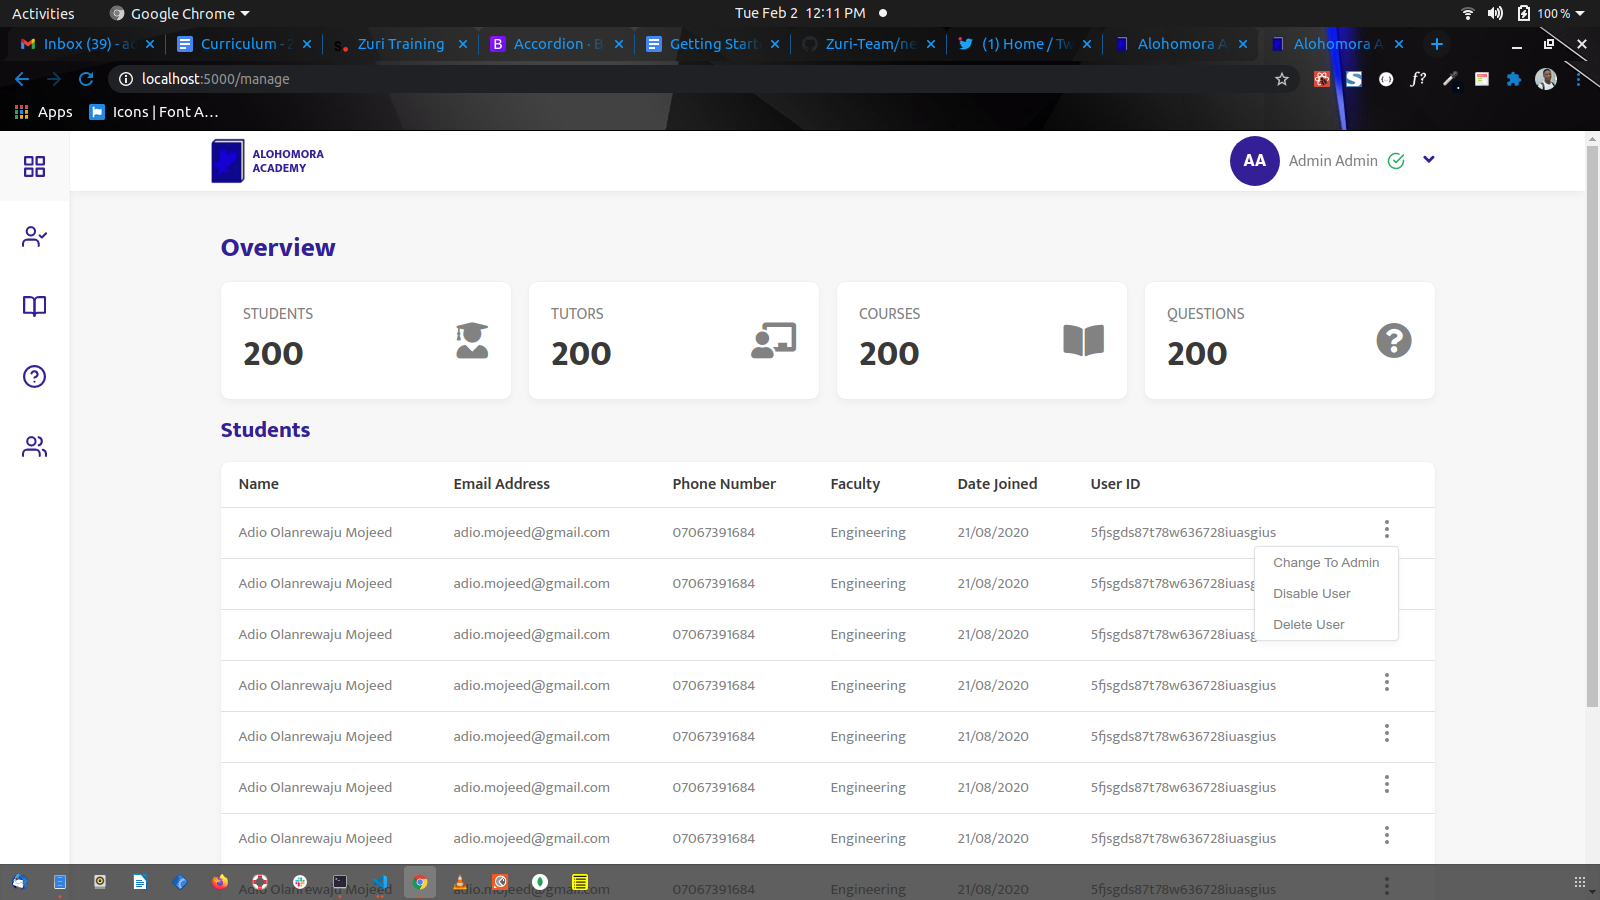 Activities Google Chrome Tue Feb 2 12:11 PM 100 %
Inbox (39) - ac Curriculum - Zuri Training Accordion · B Getting Start Zuri-Team/ne (1) Home / Tw Alohomora A Alohomora A
localhost:5000/manage
Apps Icons | Font A...
ALOHOMORA
ACADEMY
AA Admin Admin
Overview
STUDENTS TUTORS COURSES QUESTIONS
200 200 200 200
Students
Name Email Address Phone Number Faculty Date Joined User ID
Adio Olanrewaju Mojeed adio.mojeed@gmail.com 07067391684 Engineering 21/08/2020 5fjsgds87t78w636728iuasgius
Change To Admin
Adio Olanrewaju Mojeed adio.mojeed@gmail.com 07067391684 Engineering 21/08/2020 5fjsgds87t78w636728iuasg
Disable User
Delete User
Adio Olanrewaju Mojeed adio.mojeed@gmail.com 07067391684 Engineering 21/08/2020 5fjsgds87t78w636728iuasg
Adio Olanrewaju Mojeed adio.mojeed@gmail.com 07067391684 Engineering 21/08/2020 5fjsgds87t78w636728iuasgius
Adio Olanrewaju Mojeed adio.mojeed@gmail.com 07067391684 Engineering 21/08/2020 5fjsgds87t78w636728iuasgius
Adio Olanrewaju Mojeed adio.mojeed@gmail.com 07067391684 Engineering 21/08/2020 5fjsgds87t78w636728iuasgius
Adio Olanrewaju Mojeed adio.mojeed@gmail.com 07067391684 Engineering 21/08/2020 5fjsgds87t78w636728iuasgius
Adio Olanrewaju Mojeed adio.mojeed@gmail.com 07067391684 Engineering 21/08/2020 5fjsgds87t78w636728iuasgius